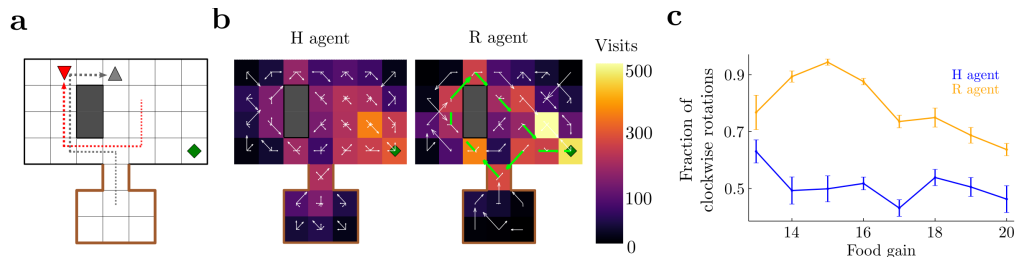 a
b
H agent
R agent
Visits
500
300
100
0
c
Fraction of
clockwise rotations
0.9
0.7
0.5
H agent
R agent
14
16
18
20
Food gain